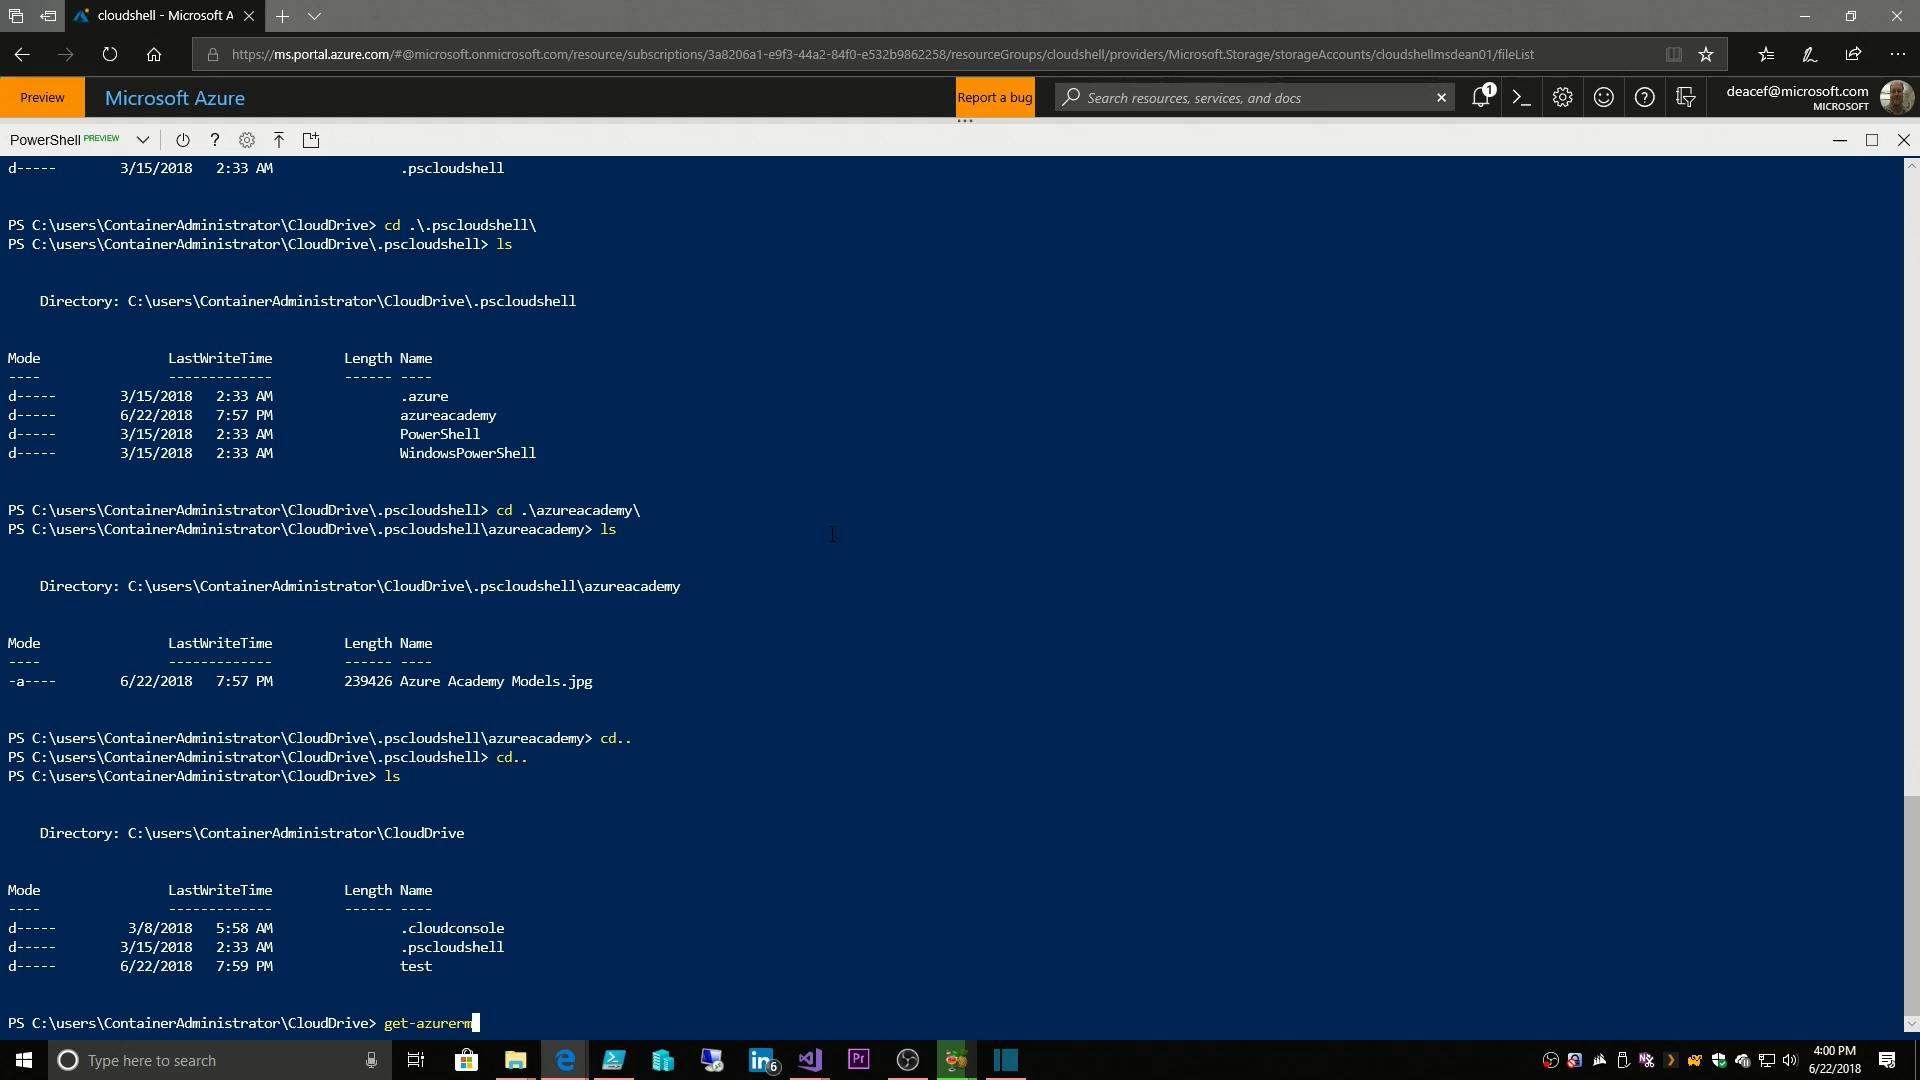 cloudshell - Microsoft A
https://ms.portal.azure.com/#@microsoft.onmicrosoft.com/resource/subscriptions/3a8206a1-e9f3-44a2-84f0-e532b9862258/resourceGroups/cloudshell/providers/Microsoft.Storage/storageAccounts/cloudshellmsdean01/fileList
Preview
Microsoft Azure
Report a bug
Search resources, services, and docs
1
deacef@microsoft.com
MICROSOFT
PowerShell PREVIEW
d----- 3/15/2018 2:33 AM .pscloudshell
PS C:\users\ContainerAdministrator\CloudDrive> cd .\.pscloudshell\
PS C:\users\ContainerAdministrator\CloudDrive\.pscloudshell> ls
Directory: C:\users\ContainerAdministrator\CloudDrive\.pscloudshell
Mode LastWriteTime Length Name
---- ------------- ------ ----
d----- 3/15/2018 2:33 AM .azure
d----- 6/22/2018 7:57 PM azureacademy
d----- 3/15/2018 2:33 AM PowerShell
d----- 3/15/2018 2:33 AM WindowsPowerShell
PS C:\users\ContainerAdministrator\CloudDrive\.pscloudshell> cd .\azureacademy\
PS C:\users\ContainerAdministrator\CloudDrive\.pscloudshell\azureacademy> ls
Directory: C:\users\ContainerAdministrator\CloudDrive\.pscloudshell\azureacademy
Mode LastWriteTime Length Name
---- ------------- ------ ----
-a---- 6/22/2018 7:57 PM 239426 Azure Academy Models.jpg
PS C:\users\ContainerAdministrator\CloudDrive\.pscloudshell\azureacademy> cd..
PS C:\users\ContainerAdministrator\CloudDrive\.pscloudshell> cd..
PS C:\users\ContainerAdministrator\CloudDrive> ls
Directory: C:\users\ContainerAdministrator\CloudDrive
Mode LastWriteTime Length Name
---- ------------- ------ ----
d----- 3/8/2018 5:58 AM .cloudconsole
d----- 3/15/2018 2:33 AM .pscloudshell
d----- 6/22/2018 7:59 PM test
PS C:\users\ContainerAdministrator\CloudDrive> get-azurerm
Type here to search
in
6
Pr
4:00 PM
6/22/2018